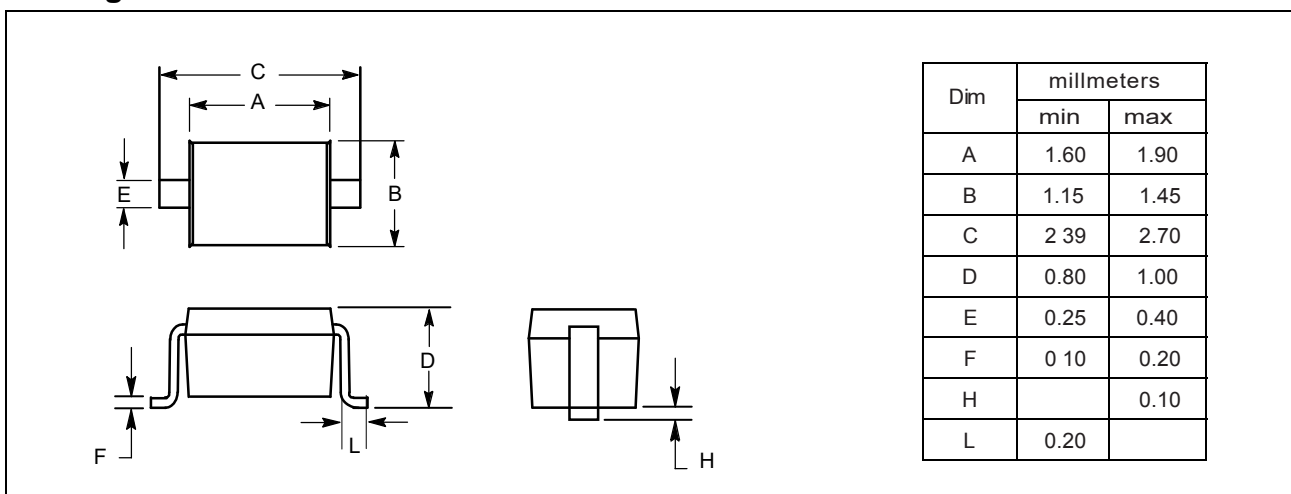 C
A
E
B
D
F
L
H
Dim millmeters
min max
A 1.60 1.90
B 1.15 1.45
C 2 39 2.70
D 0.80 1.00
E 0.25 0.40
F 0 10 0.20
H 0.10
L 0.20